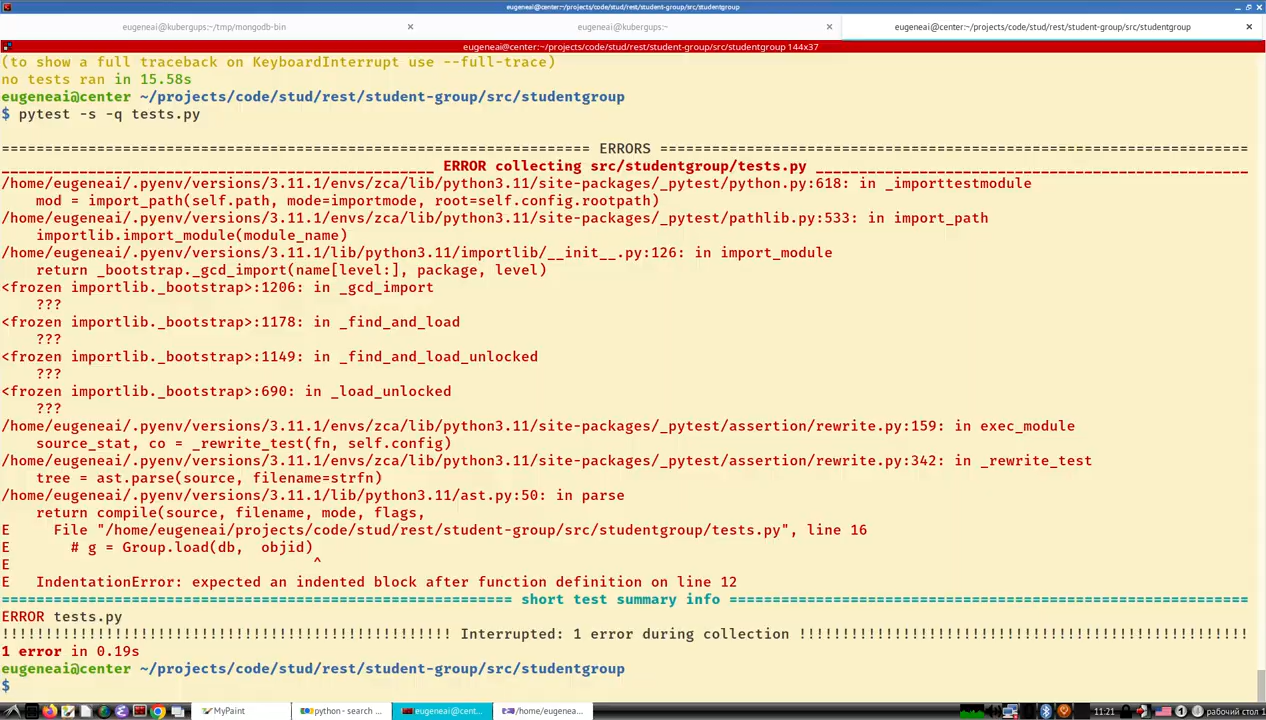 eugeneai@center:~/projects/code/stud/rest/student-group/src/studentgroup
eugeneai@kubergups:~/tmp/mongodb-bin
eugeneai@kubergups:~
eugeneai@center:~/projects/code/stud/rest/student-group/src/studentgroup
eugeneai@center:~/projects/code/stud/rest/student-group/src/studentgroup 144x37
(to show a full traceback on KeyboardInterrupt use --full-trace)
no tests ran in 15.58s
eugeneai@center ~/projects/code/stud/rest/student-group/src/studentgroup
$ pytest -s -q tests.py
==================================================================== ERRORS ====================================================================
__________________________________________________ ERROR collecting src/studentgroup/tests.py __________________________________________________
/home/eugeneai/.pyenv/versions/3.11.1/envs/zca/lib/python3.11/site-packages/_pytest/python.py:618: in _importtestmodule
mod = import_path(self.path, mode=importmode, root=self.config.rootpath)
/home/eugeneai/.pyenv/versions/3.11.1/envs/zca/lib/python3.11/site-packages/_pytest/pathlib.py:533: in import_path
importlib.import_module(module_name)
/home/eugeneai/.pyenv/versions/3.11.1/lib/python3.11/importlib/__init__.py:126: in import_module
return _bootstrap._gcd_import(name[level:], package, level)
<frozen importlib._bootstrap>:1206: in _gcd_import
???
<frozen importlib._bootstrap>:1178: in _find_and_load
???
<frozen importlib._bootstrap>:1149: in _find_and_load_unlocked
???
<frozen importlib._bootstrap>:690: in _load_unlocked
???
/home/eugeneai/.pyenv/versions/3.11.1/envs/zca/lib/python3.11/site-packages/_pytest/assertion/rewrite.py:159: in exec_module
source_stat, co = _rewrite_test(fn, self.config)
/home/eugeneai/.pyenv/versions/3.11.1/envs/zca/lib/python3.11/site-packages/_pytest/assertion/rewrite.py:342: in _rewrite_test
tree = ast.parse(source, filename=strfn)
/home/eugeneai/.pyenv/versions/3.11.1/lib/python3.11/ast.py:50: in parse
return compile(source, filename, mode, flags,
E     File "/home/eugeneai/projects/code/stud/rest/student-group/src/studentgroup/tests.py", line 16
E       # g = Group.load(db,  objid)
E                                   ^
E   IndentationError: expected an indented block after function definition on line 12
=========================================================== short test summary info ============================================================
ERROR tests.py
!!!!!!!!!!!!!!!!!!!!!!!!!!!!!!!!!!!!!!!!!!!!!!!!!!!! Interrupted: 1 error during collection !!!!!!!!!!!!!!!!!!!!!!!!!!!!!!!!!!!!!!!!!!!!!!!!!!!!
1 error in 0.19s
eugeneai@center ~/projects/code/stud/rest/student-group/src/studentgroup
$
MyPaint
python - search ...
eugeneai@cent...
/home/eugenea...
11:21
рабочий стол 1